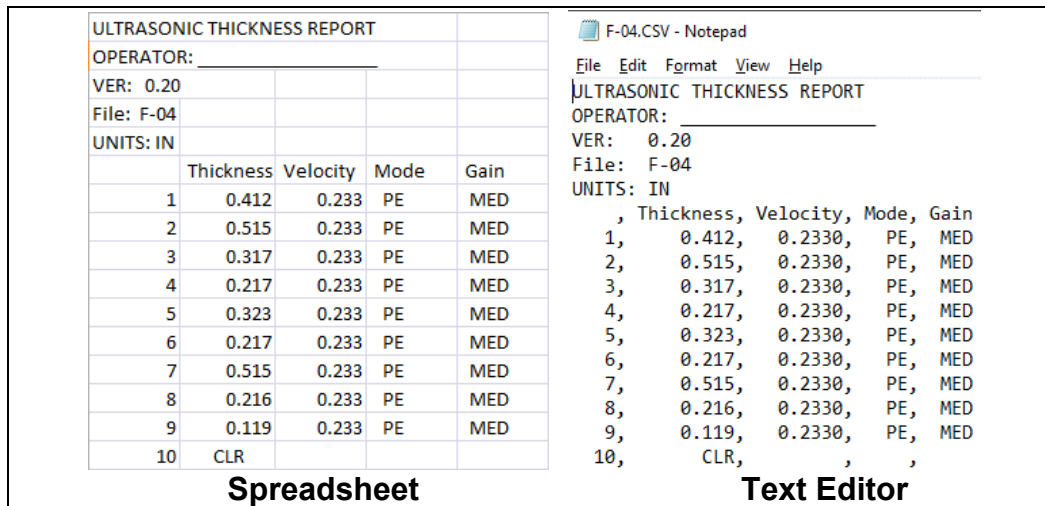 ULTRASONIC THICKNESS REPORT
OPERATOR: ____________________
VER: 0.20
File: F-04
UNITS: IN
Thickness Velocity Mode Gain
1 0.412 0.233 PE MED
2 0.515 0.233 PE MED
3 0.317 0.233 PE MED
4 0.217 0.233 PE MED
5 0.323 0.233 PE MED
6 0.217 0.233 PE MED
7 0.515 0.233 PE MED
8 0.216 0.233 PE MED
9 0.119 0.233 PE MED
10 CLR
Spreadsheet
F-04.CSV - Notepad
File Edit Format View Help
ULTRASONIC THICKNESS REPORT
OPERATOR: ____________________
VER: 0.20
File: F-04
UNITS: IN
, Thickness, Velocity, Mode, Gain
1, 0.412, 0.2330, PE, MED
2, 0.515, 0.2330, PE, MED
3, 0.317, 0.2330, PE, MED
4, 0.217, 0.2330, PE, MED
5, 0.323, 0.2330, PE, MED
6, 0.217, 0.2330, PE, MED
7, 0.515, 0.2330, PE, MED
8, 0.216, 0.2330, PE, MED
9, 0.119, 0.2330, PE, MED
10, CLR, , ,
Text Editor